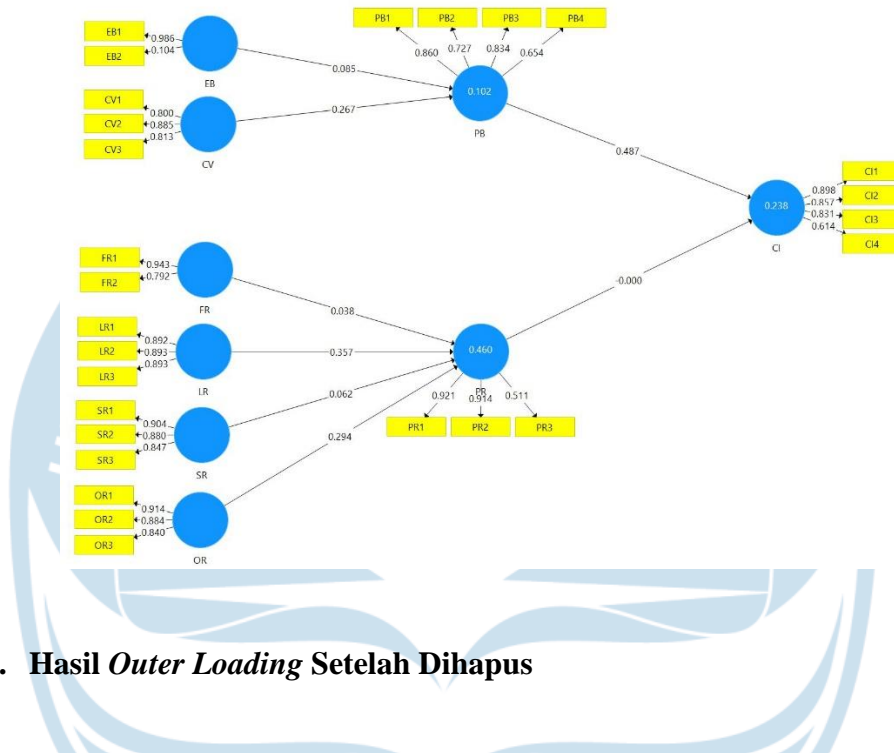 PB1 PB2 PB3 PB4
0.860 0.727 0.834 0.654
EB1
EB2
0.986
0.104
EB
0.085
0.102
PB
CV1
CV2
CV3
0.800
0.885
0.813
CV
0.267
0.487
CI1
CI2
CI3
CI4
0.898
0.857
0.831
0.614
0.238
CI
FR1
FR2
0.943
0.792
FR
0.038
-0.000
LR1
LR2
LR3
0.892
0.893
0.893
LR
0.357
0.460
PR
SR1
SR2
SR3
0.904
0.880
0.847
SR
0.062
0.921 0.914 0.511
PR1 PR2 PR3
OR1
OR2
OR3
0.914
0.884
0.840
OR
0.294
. Hasil Outer Loading Setelah Dihapus